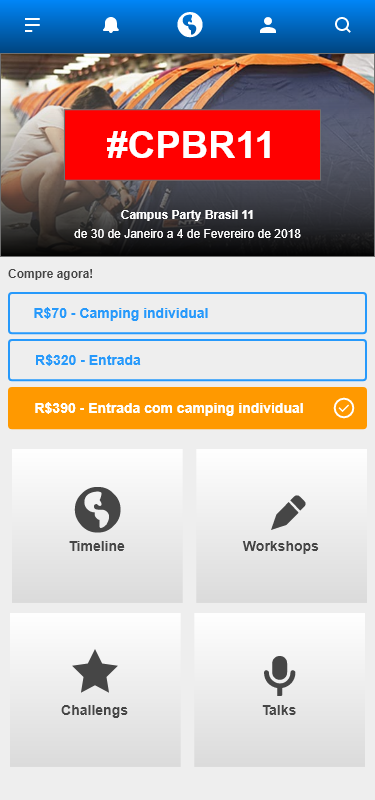 #CPBR11
Campus Party Brasil 11
de 30 de Janeiro a 4 de Fevereiro de 2018
Compre agora!
R$70 - Camping individual
R$320 - Entrada
R$390 - Entrada com camping individual
Timeline
Workshops
Challengs
Talks